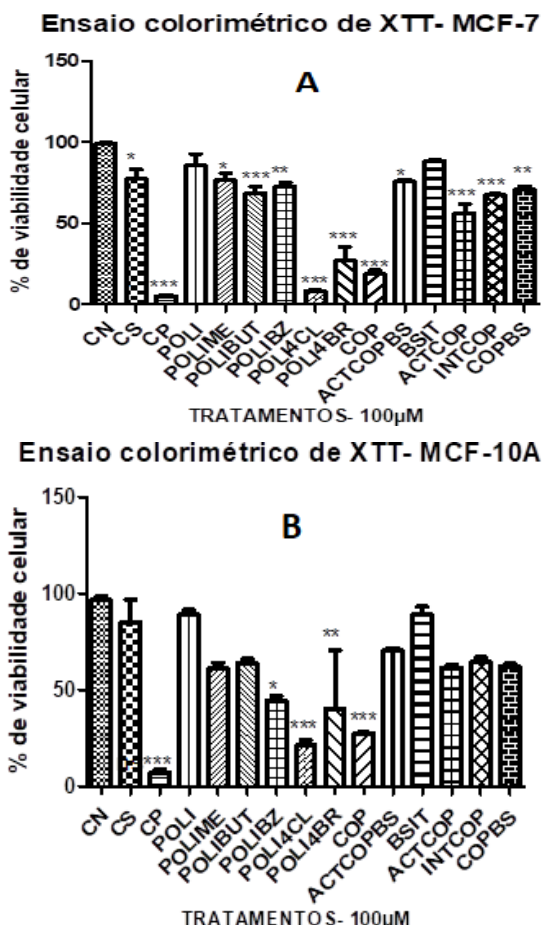 Ensaio colorimétrico de XTT- MCF-7
A
% de viabilidade celular
150
100
50
0
* *** * *** ** *** *** *** * *** *** **
CN CS CP POLI POLIME POLIBUT POLIBZ POLI4CL POLI4BR COP ACTCOPBS BSIT ACTCOP INTCOP COPBS
TRATAMENTOS- 100µM
Ensaio colorimétrico de XTT- MCF-10A
B
% de viabilidade celular
150
100
50
0
*** * *** ** ***
CN CS CP POLI POLIME POLIBUT POLIBZ POLI4CL POLI4BR COP ACTCOPBS BSIT ACTCOP INTCOP COPBS
TRATAMENTOS- 100µM